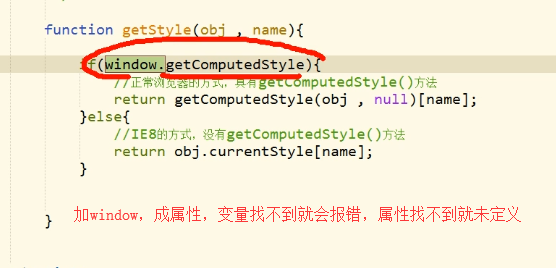 function getStyle(obj , name){
if(window.getComputedStyle){
//正常浏览器的方式，具有getComputedStyle()方法
return getComputedStyle(obj , null)[name];
}else{
//IE8的方式，没有getComputedStyle()方法
return obj.currentStyle[name];
}
加window，成属性，变量找不到就会报错，属性找不到就未定义
}